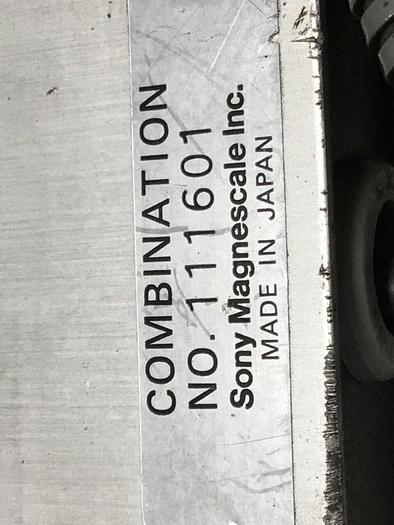 COMBINATION
NO. 111601
Sony Magnescale Inc.
MADE IN JAPAN